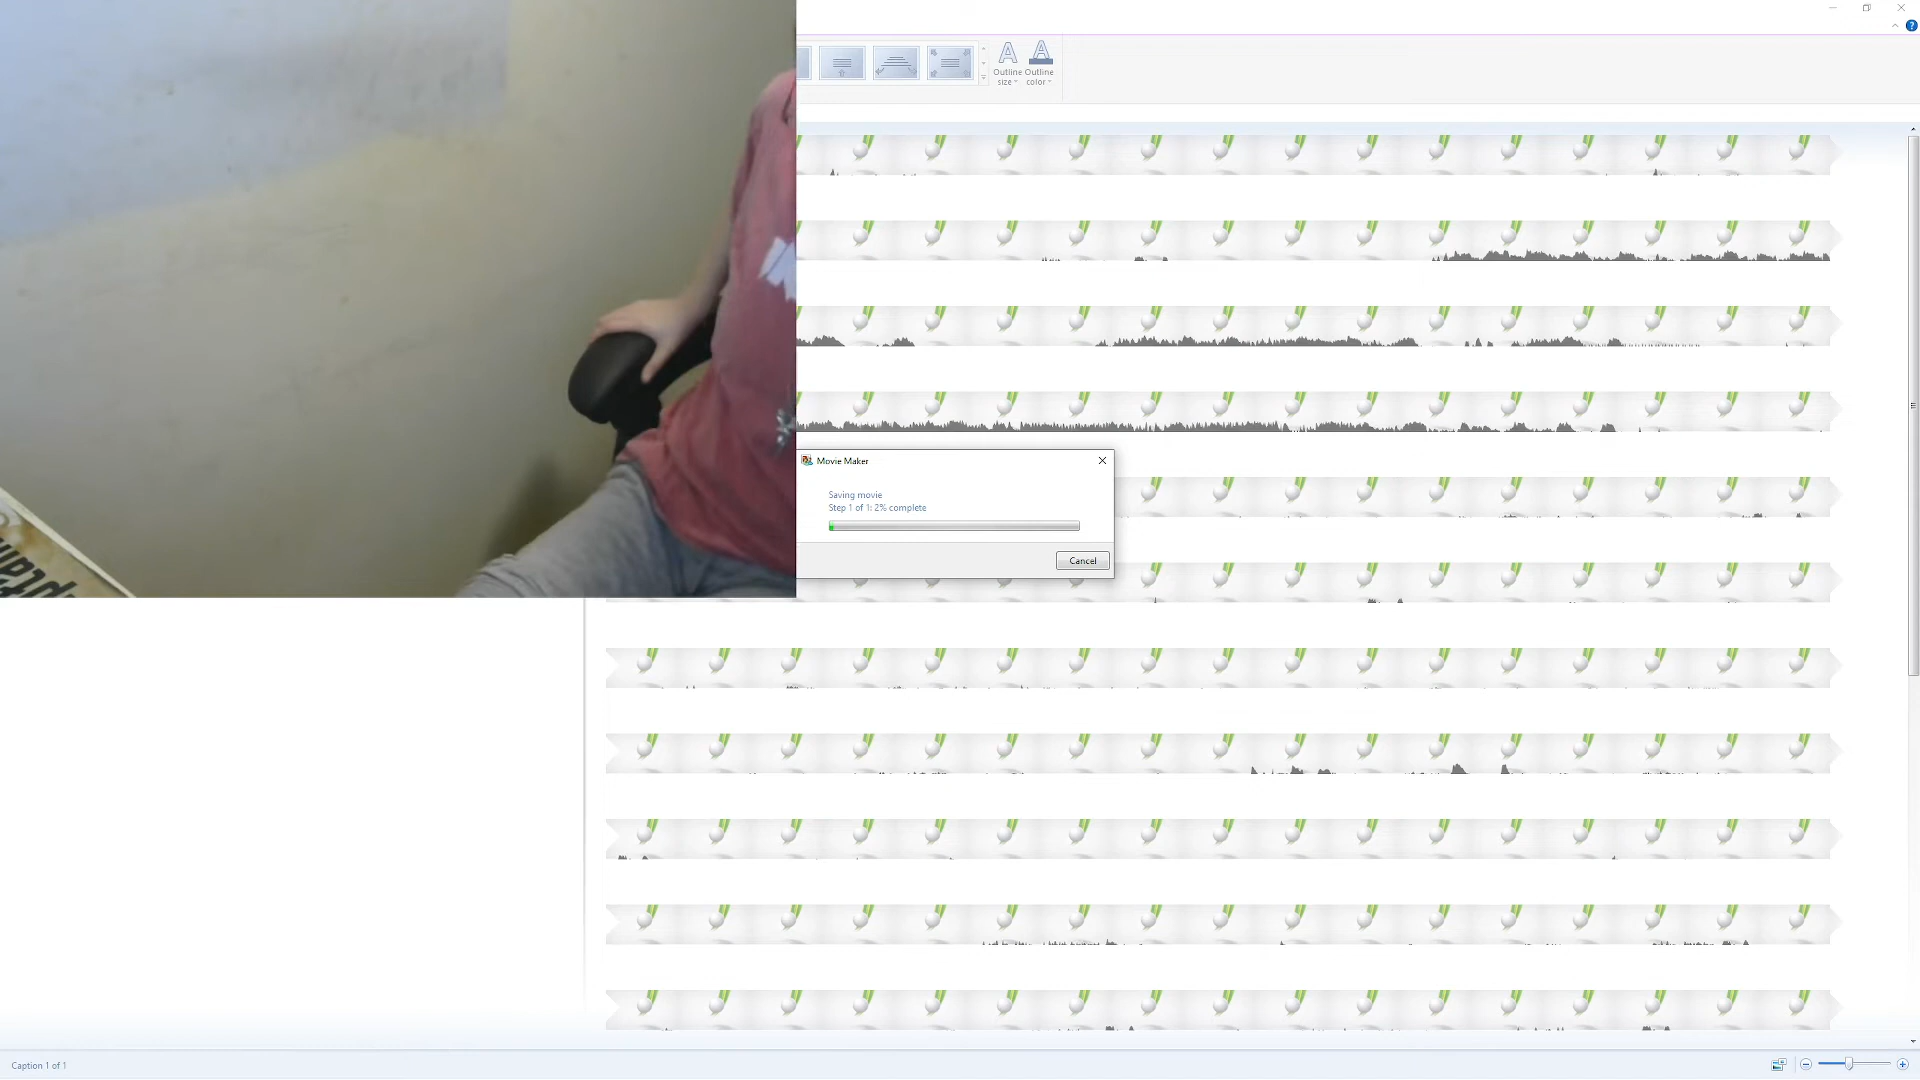 Outline
size
Outline
color
Movie Maker
Saving movie
Step 1 of 1: 2% complete
Cancel
Caption 1 of 1